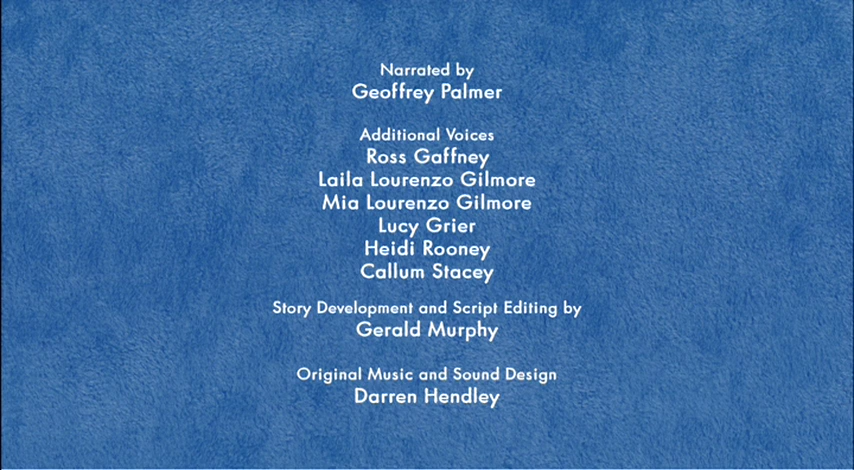 Narrated by
Geoffrey Palmer
Additional Voices
Ross Gaffney
Laila Lourenzo Gilmore
Mia Lourenzo Gilmore
Lucy Grier
Heidi Rooney
Callum Stacey
Story Development and Script Editing by
Gerald Murphy
Original Music and Sound Design
Darren Hendley